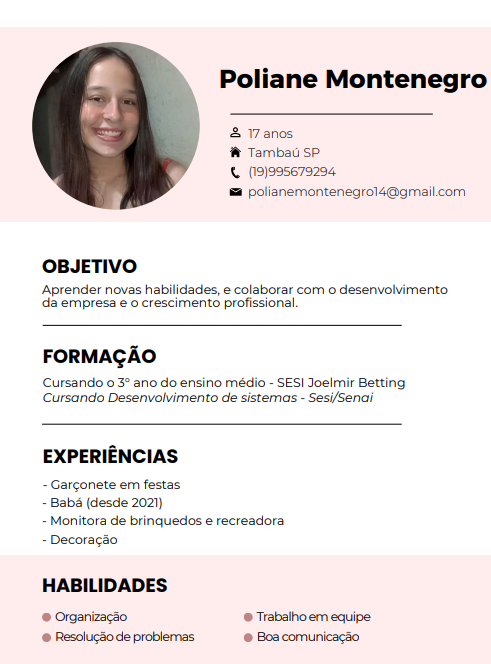 Poliane Montenegro
17 anos
Tambaú SP
(19)995679294
polianemontenegro14@gmail.com
OBJETIVO
Aprender novas habilidades, e colaborar com o desenvolvimento
da empresa e o crescimento profissional.
FORMAÇÃO
Cursando o 3° ano do ensino médio - SESI Joelmir Betting
Cursando Desenvolvimento de sistemas - Sesi/Senai
EXPERIÊNCIAS
- Garçonete em festas
- Babá (desde 2021)
- Monitora de brinquedos e recreadora
- Decoração
HABILIDADES
Organização
Trabalho em equipe
Resolução de problemas
Boa comunicação